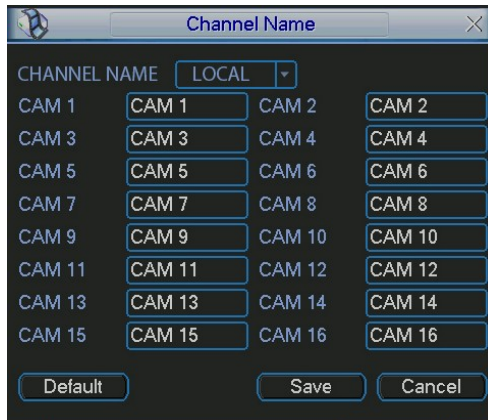 Channel Name
CHANNEL NAME LOCAL
CAM 1 CAM 1 CAM 2 CAM 2
CAM 3 CAM 3 CAM 4 CAM 4
CAM 5 CAM 5 CAM 6 CAM 6
CAM 7 CAM 7 CAM 8 CAM 8
CAM 9 CAM 9 CAM 10 CAM 10
CAM 11 CAM 11 CAM 12 CAM 12
CAM 13 CAM 13 CAM 14 CAM 14
CAM 15 CAM 15 CAM 16 CAM 16
Default Save Cancel